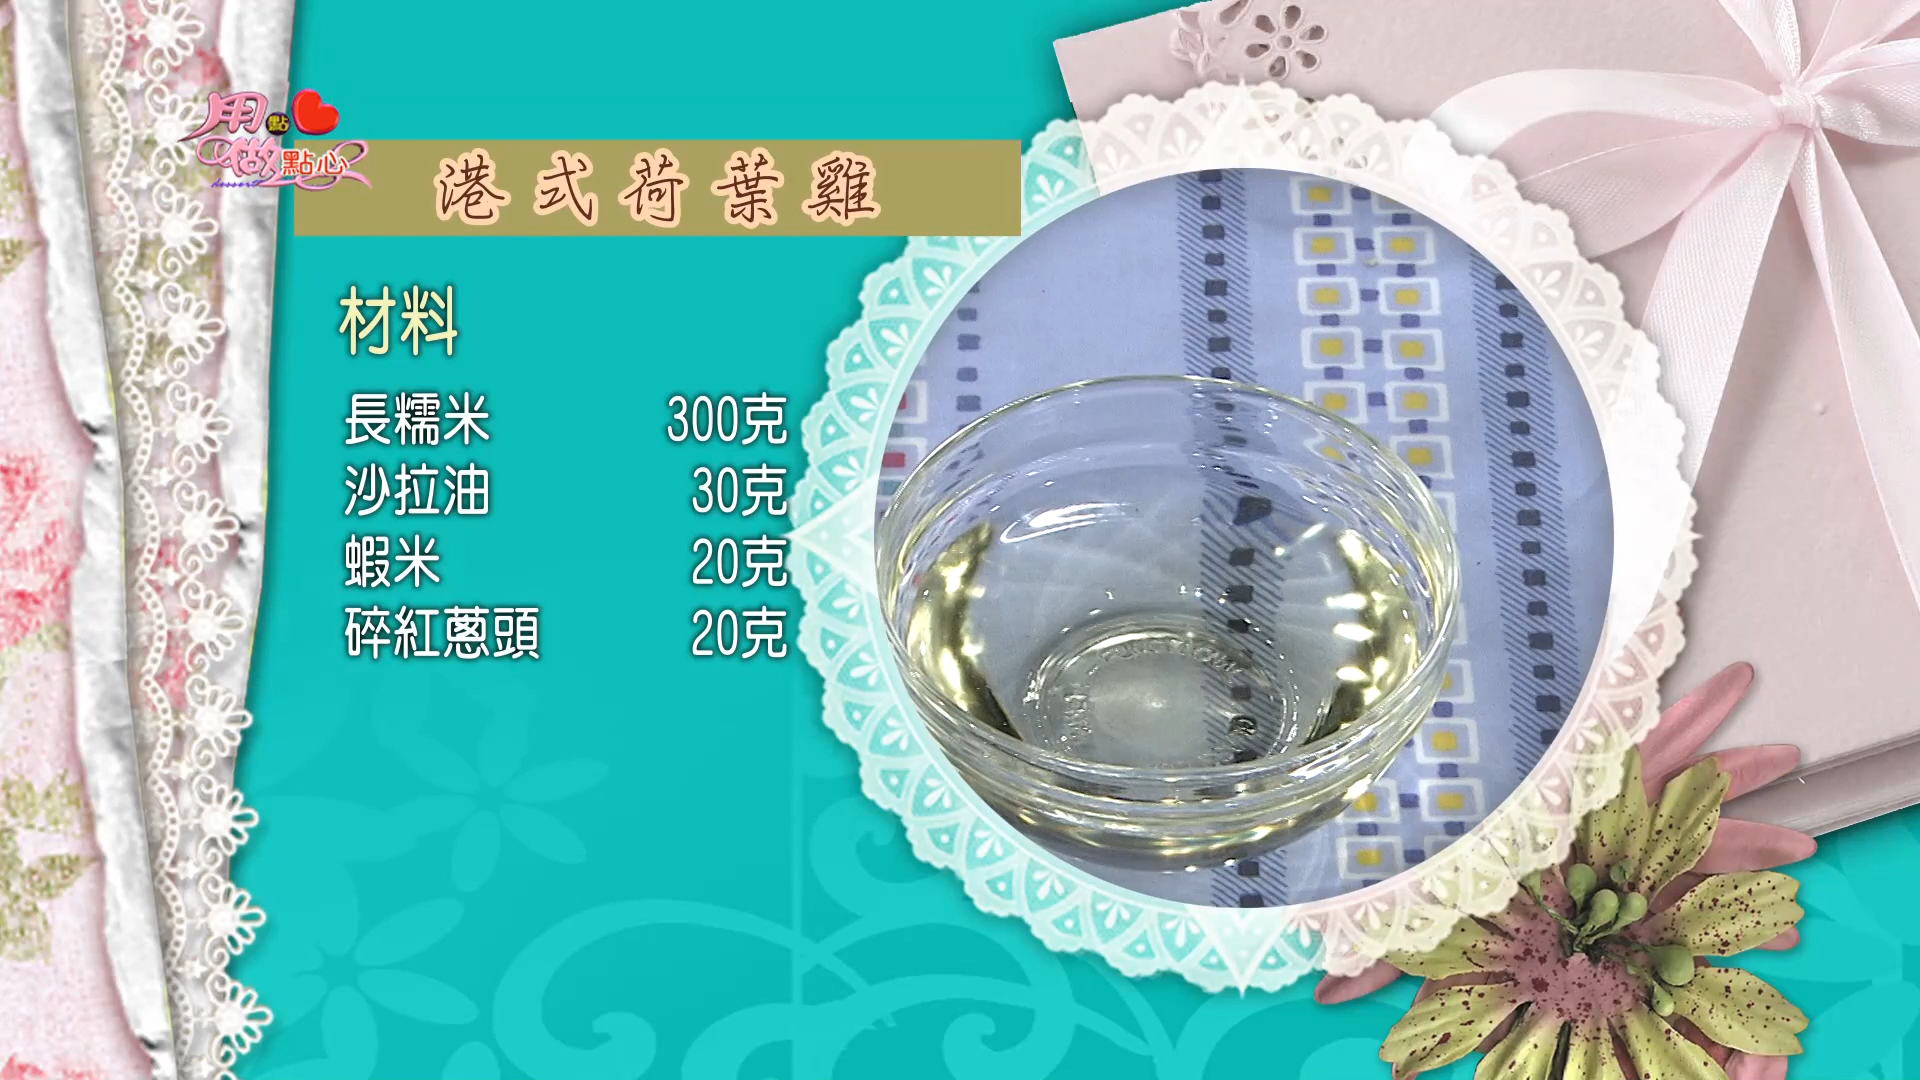 用點
做點心
dessert
港式荷葉雞
材料
長糯米 300克
沙拉油 30克
蝦米 20克
碎紅蔥頭 20克